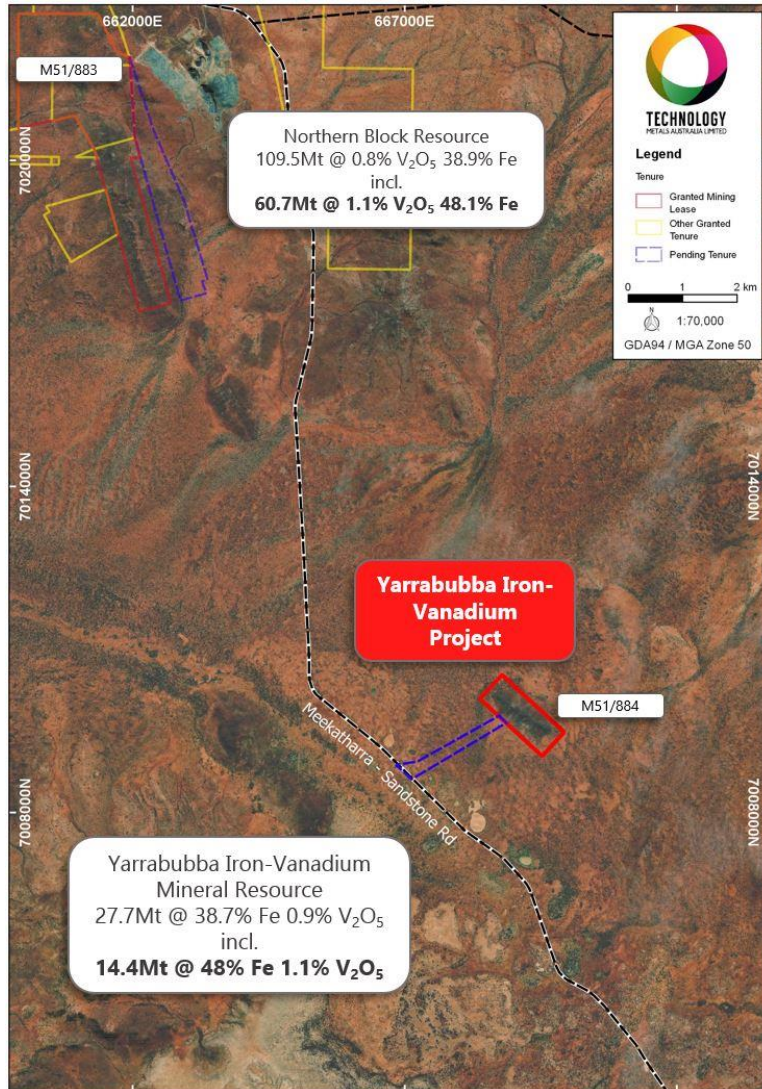 662000E
667000E
M51/883
7020000N
Northern Block Resource
109.5Mt @ 0.8% V₂O₅ 38.9% Fe
incl.
60.7Mt @ 1.1% V₂O₅ 48.1% Fe
TECHNOLOGY
METALS AUSTRALIA LIMITED
Legend
Tenure
Granted Mining
Lease
Other Granted
Tenure
Pending Tenure
0 1 2 km
N
1:70,000
GDA94 / MGA Zone 50
7014000N
7014000N
Yarrabubba Iron-
Vanadium
Project
M51/884
Meekatharra - Sandstone Rd
7008000N
7008000N
Yarrabubba Iron-Vanadium
Mineral Resource
27.7Mt @ 38.7% Fe 0.9% V₂O₅
incl.
14.4Mt @ 48% Fe 1.1% V₂O₅